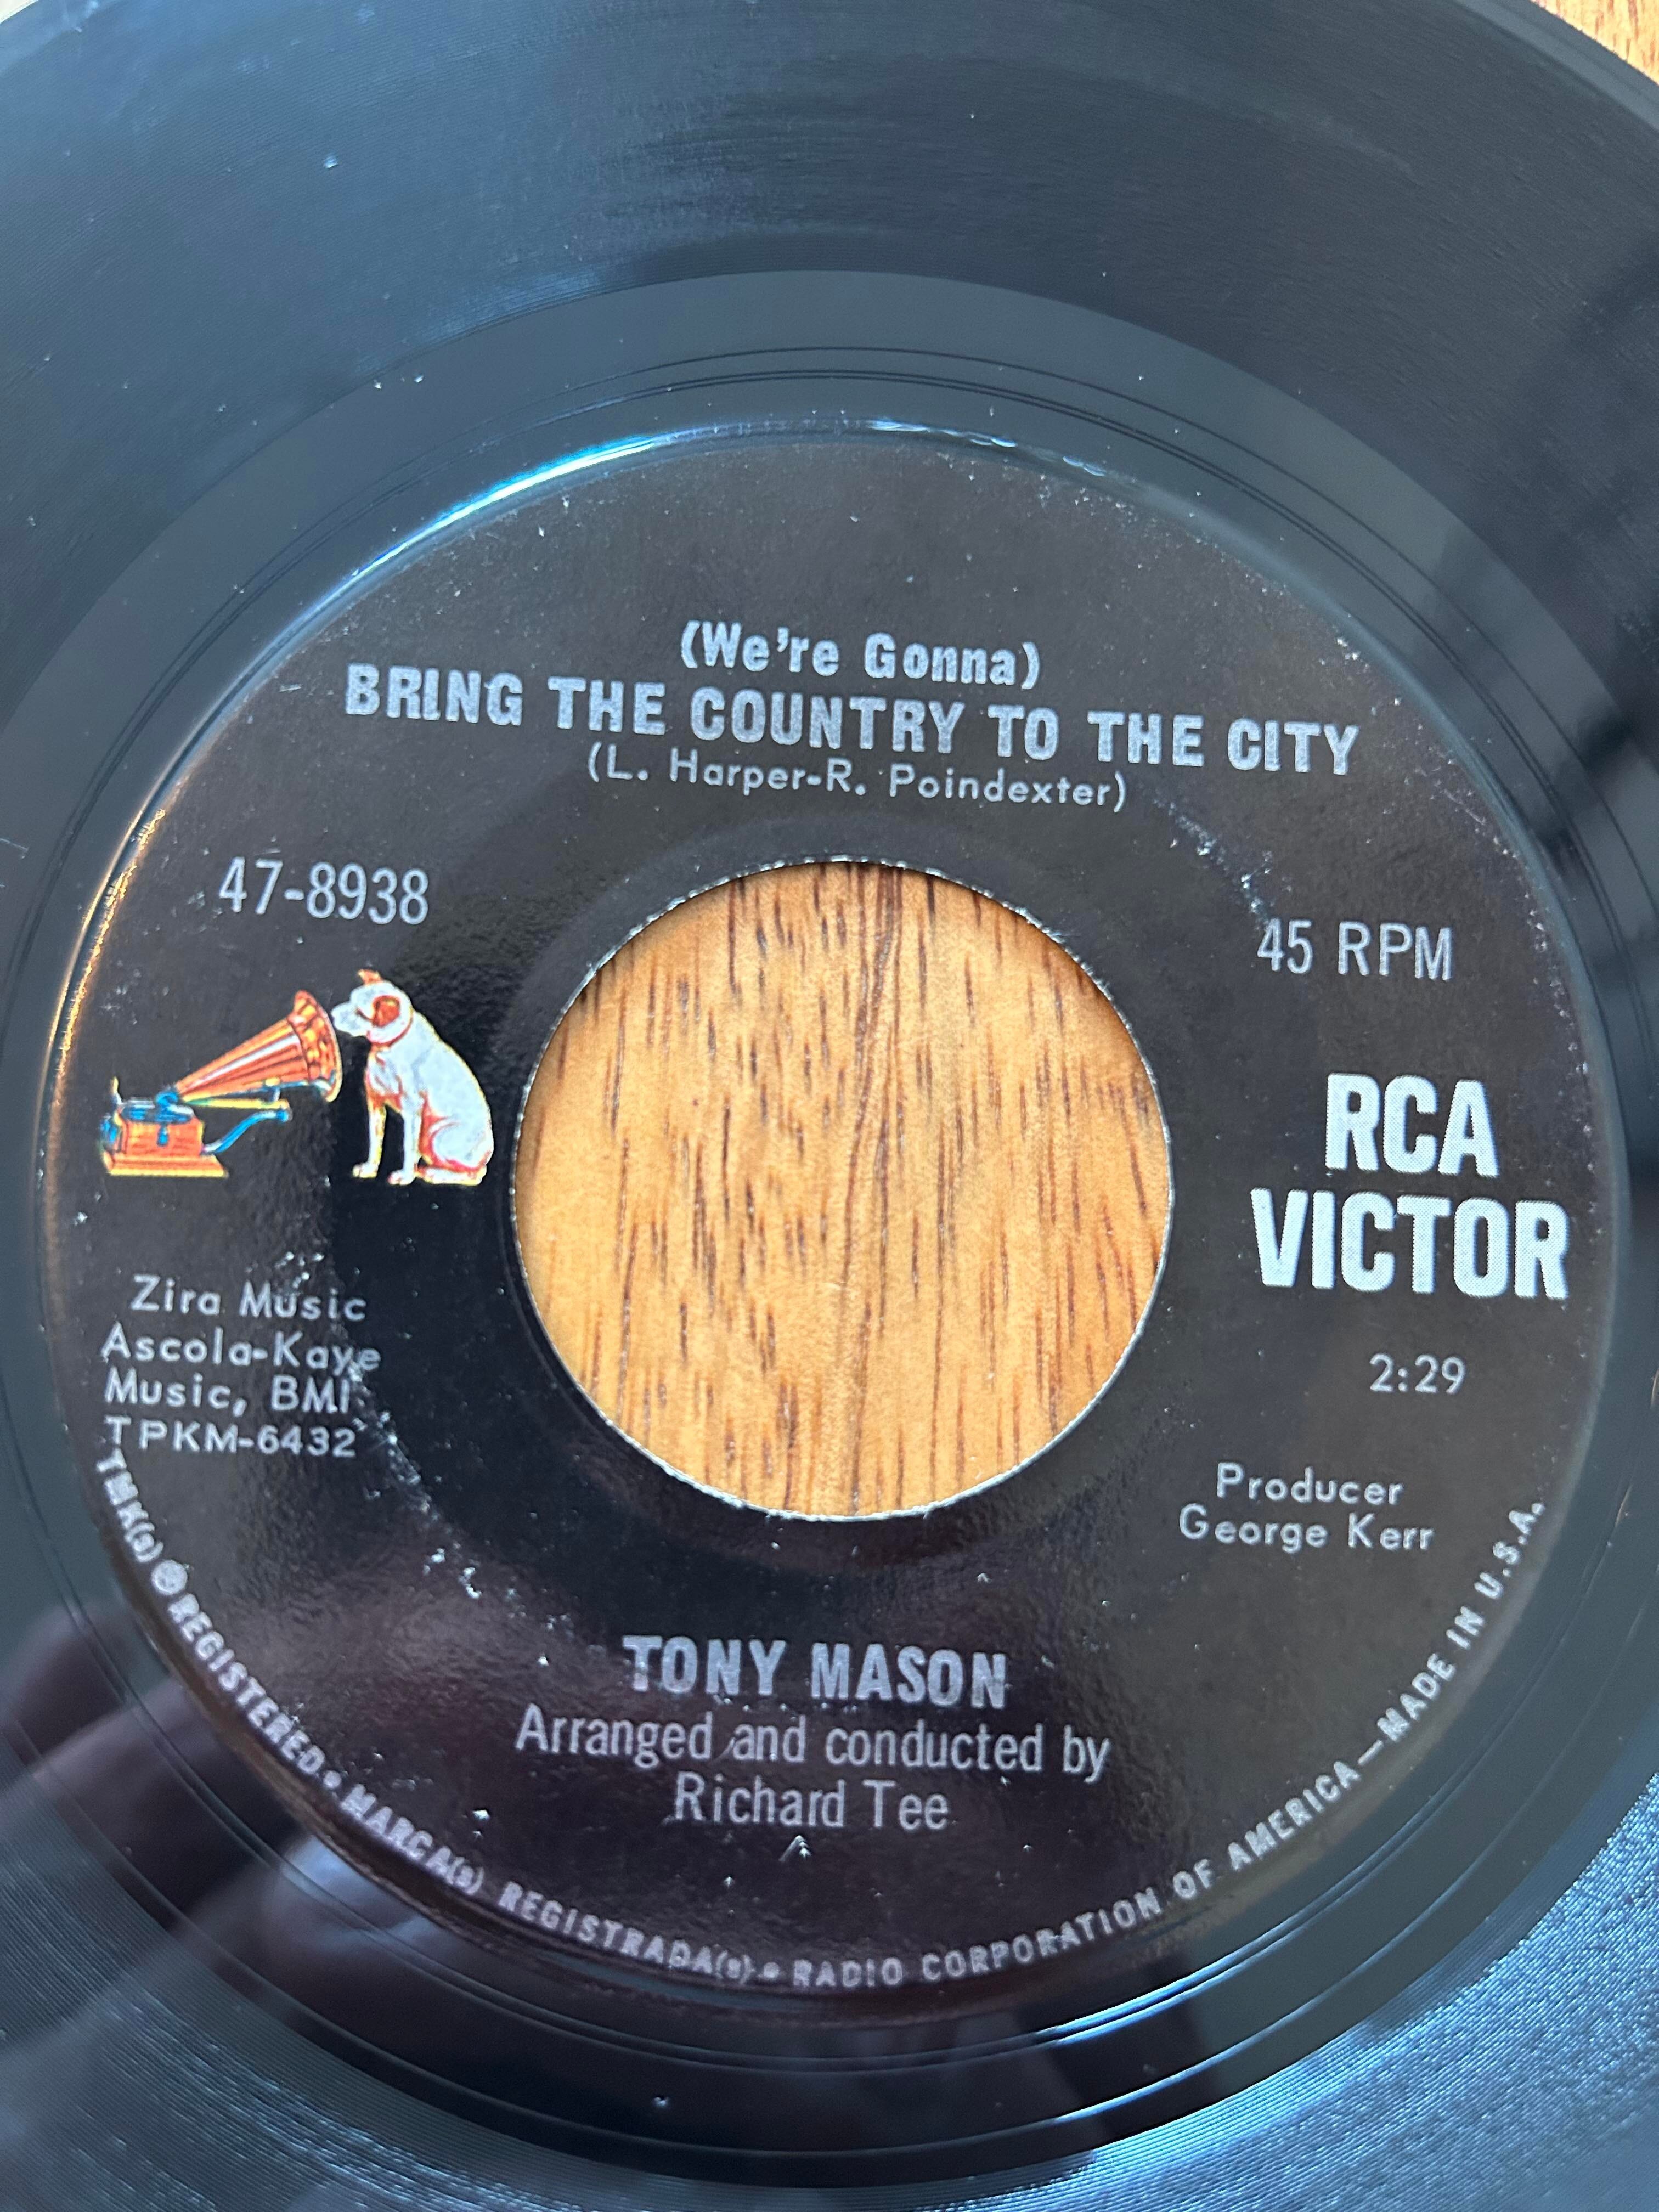 (We're Gonna)
BRING THE COUNTRY TO THE CITY
(L. Harper-R. Poindexter)
47-8938
45 RPM
RCA
VICTOR
Zira Music
Ascola-Kaye
Music, BMI
TPKM-6432
2:29
Producer
George Kerr
TONY MASON
Arranged and conducted by
Richard Tee
TMK(s) ® REGISTERED • MARCA(s) REGISTRADA(s) • RADIO CORPORATION OF AMERICA—MADE IN U.S.A.